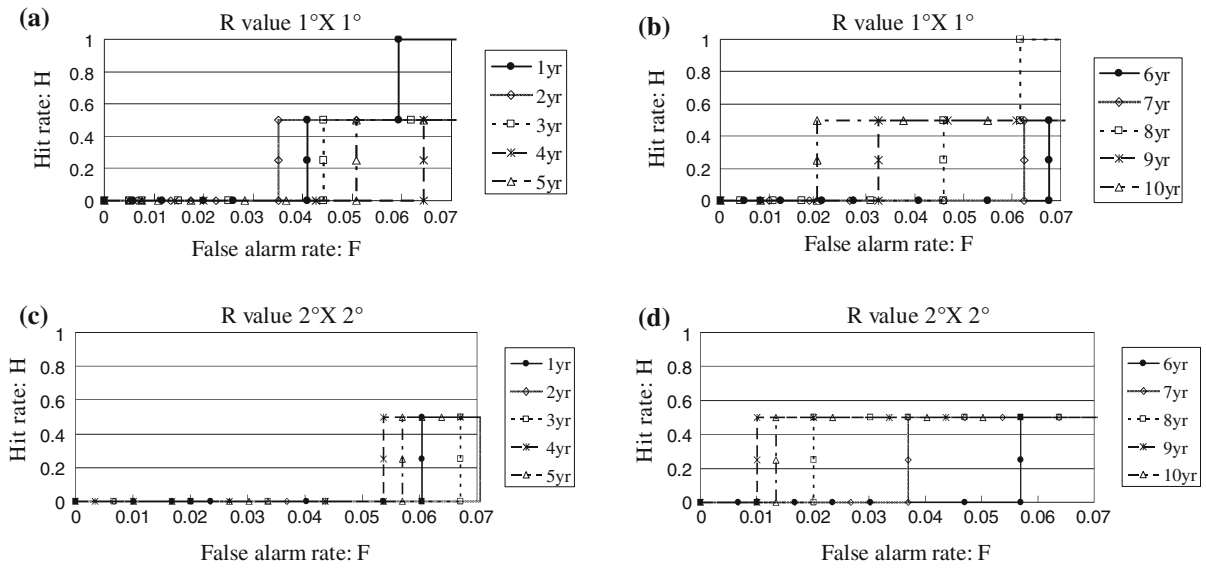 (a)
R value 1°X 1°
Hit rate: H
1
0.8
0.6
0.4
0.2
0
0 0.01 0.02 0.03 0.04 0.05 0.06 0.07
False alarm rate: F
1yr
2yr
3yr
4yr
5yr
(b)
R value 1°X 1°
Hit rate: H
1
0.8
0.6
0.4
0.2
0
0 0.01 0.02 0.03 0.04 0.05 0.06 0.07
False alarm rate: F
6yr
7yr
8yr
9yr
10yr
(c)
R value 2°X 2°
Hit rate: H
1
0.8
0.6
0.4
0.2
0
0 0.01 0.02 0.03 0.04 0.05 0.06 0.07
False alarm rate: F
1yr
2yr
3yr
4yr
5yr
(d)
R value 2°X 2°
Hit rate: H
1
0.8
0.6
0.4
0.2
0
0 0.01 0.02 0.03 0.04 0.05 0.06 0.07
False alarm rate: F
6yr
7yr
8yr
9yr
10yr